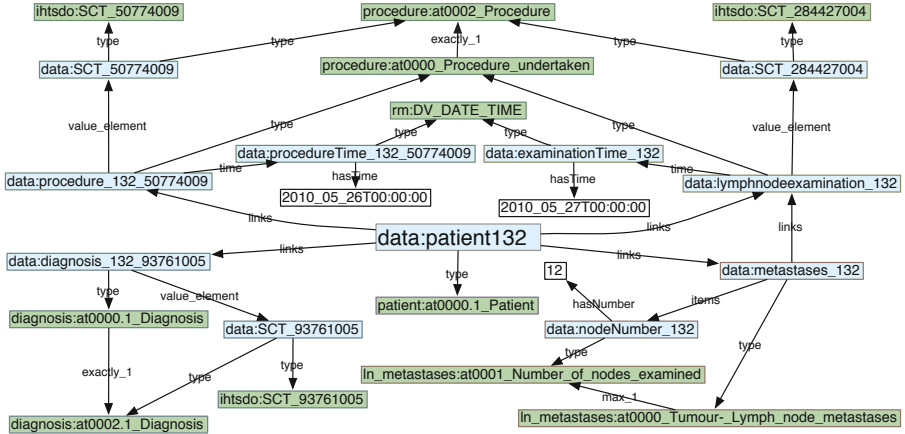 ihtsdo:SCT_50774009
procedure:at0002_Procedure
ihtsdo:SCT_284427004
type
type
exactly_1
type
type
data:SCT_50774009
procedure:at0000_Procedure_undertaken
data:SCT_284427004
rm:DV_DATE_TIME
value_element
type
type
type
type
value_element
data:procedureTime_132_50774009
data:examinationTime_132
time
time
data:procedure_132_50774009
hasTime
hasTime
data:lymphnodeexamination_132
2010_05_26T00:00:00
2010_05_27T00:00:00
links
links
links
data:patient132
links
links
data:diagnosis_132_93761005
12
data:metastases_132
type
value_element
type
hasNumber
items
patient:at0000.1_Patient
diagnosis:at0000.1_Diagnosis
data:SCT_93761005
data:nodeNumber_132
type
type
exactly_1
type
type
ln_metastases:at0001_Number_of_nodes_examined
ihtsdo:SCT_93761005
max_1
diagnosis:at0002.1_Diagnosis
ln_metastases:at0000_Tumour-_Lymph_node_metastases